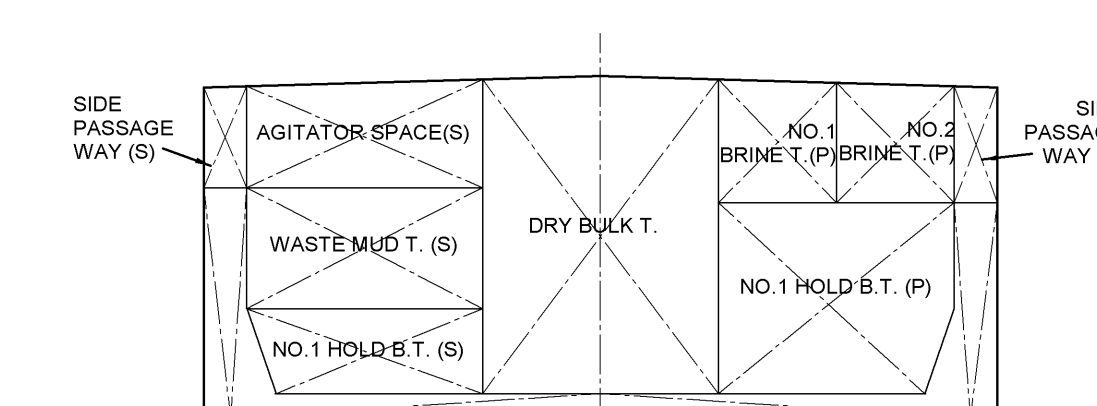 SIDE
PASSAGE
WAY (S)
AGITATOR SPACE(S)
NO.1
BRINE T.(P)
NO.2
BRINE T.(P)
WAY
DRY BULK T.
WASTE MUD T. (S)
NO.1 HOLD B.T. (P)
NO.1 HOLD B.T. (S)